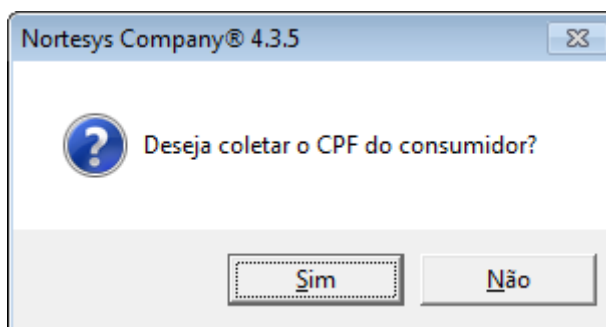 Nortesys Company® 4.3.5
Deseja coletar o CPF do consumidor?
Sim
Não